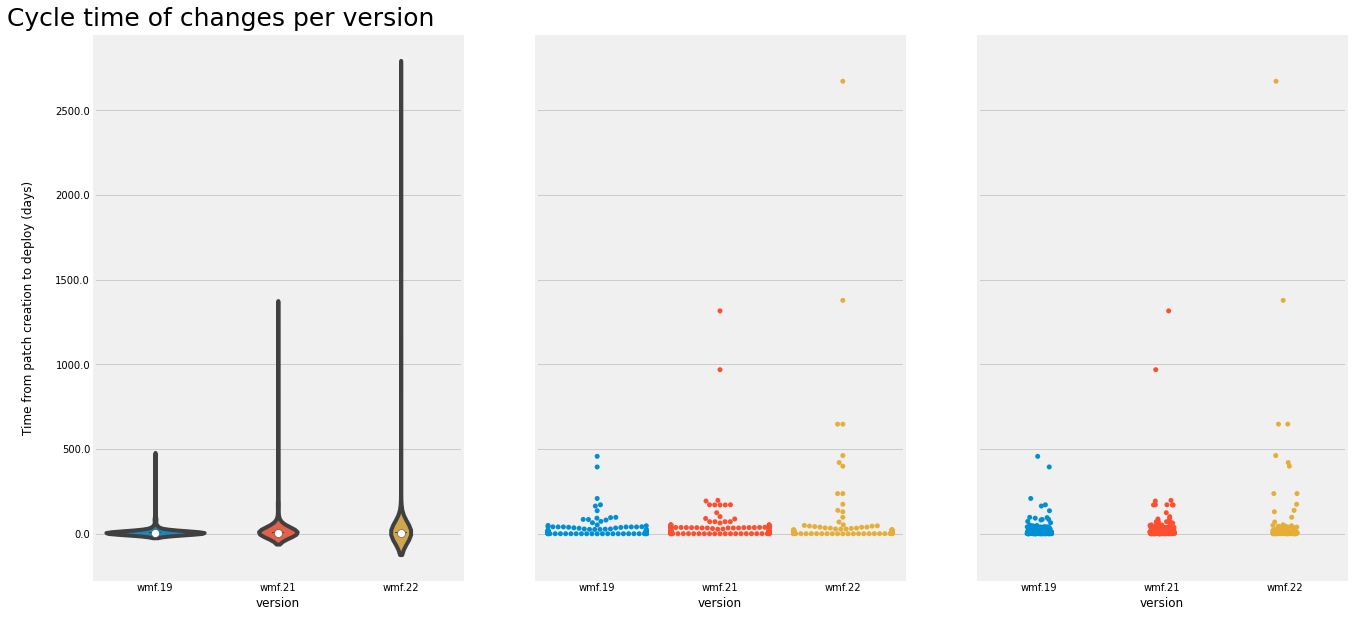 Cycle time of changes per version
Time from patch creation to deploy (days)
2500.0
2000.0
1500.0
1000.0
500.0
0.0
wmf.19 wmf.21 wmf.22
version
wmf.19 wmf.21 wmf.22
version
wmf.19 wmf.21 wmf.22
version